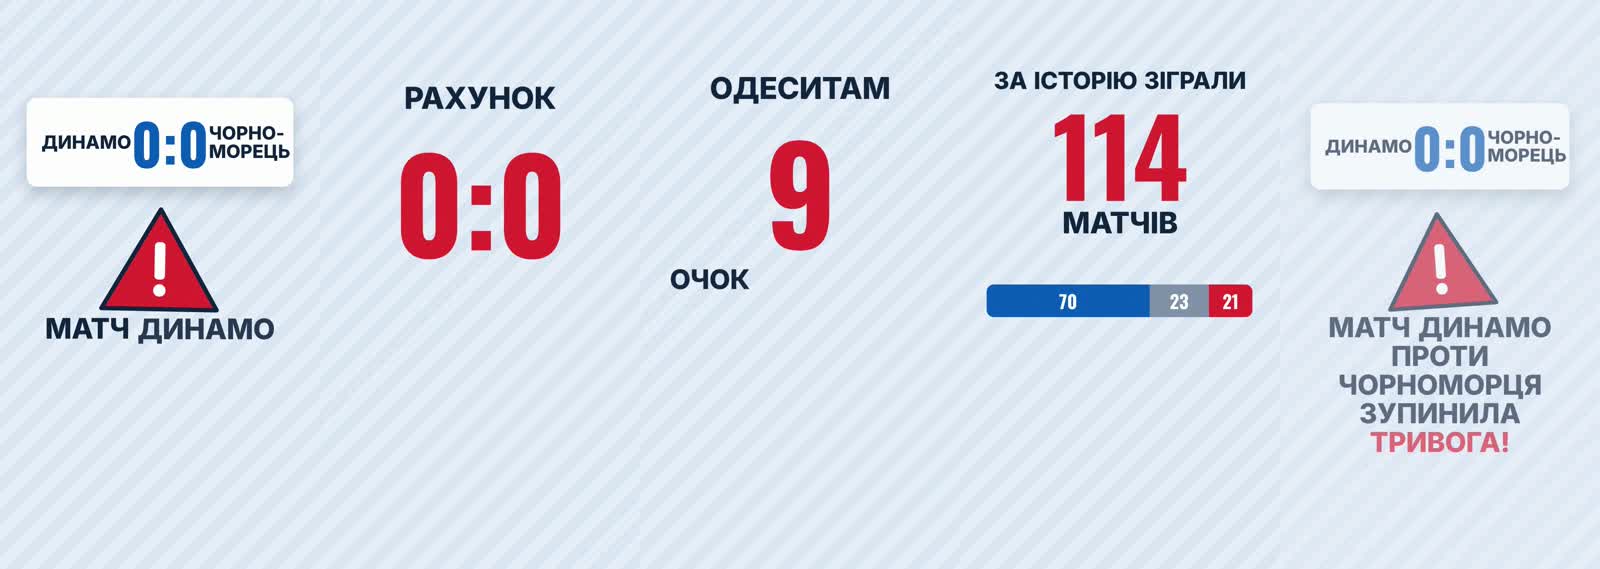 ДИНАМО 0:0 ЧОРНО-
МОРЕЦЬ
!
МАТЧ ДИНАМО
РАХУНОК
0:0
ОДЕСИТАМ
9
ОЧОК
ЗА ІСТОРІЮ ЗІГРАЛИ
114
МАТЧІВ
70 23 21
ДИНАМО 0:0 ЧОРНО-
МОРЕЦЬ
!
МАТЧ ДИНАМО
ПРОТИ
ЧОРНОМОРЦЯ
ЗУПИНИЛА
ТРИВОГА!